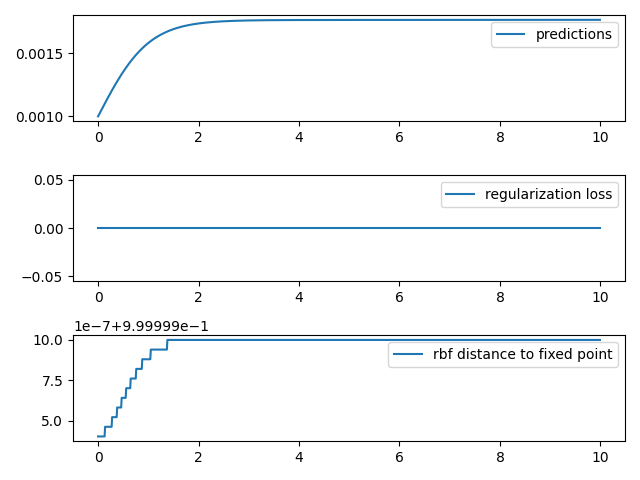 predictions
0.0015
0.0010
0 2 4 6 8 10
regularization loss
0.05
0.00
−0.05
0 2 4 6 8 10
1e−7+9.99999e−1
rbf distance to fixed point
10.0
7.5
5.0
0 2 4 6 8 10